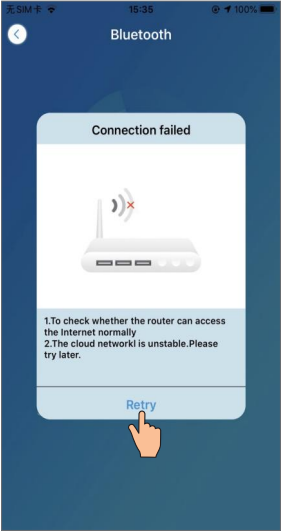 无SIM卡 15:35 100%
Bluetooth
Connection failed
1.To check whether the router can access
the Internet normally
2.The cloud networkl is unstable.Please
try later.
Retry